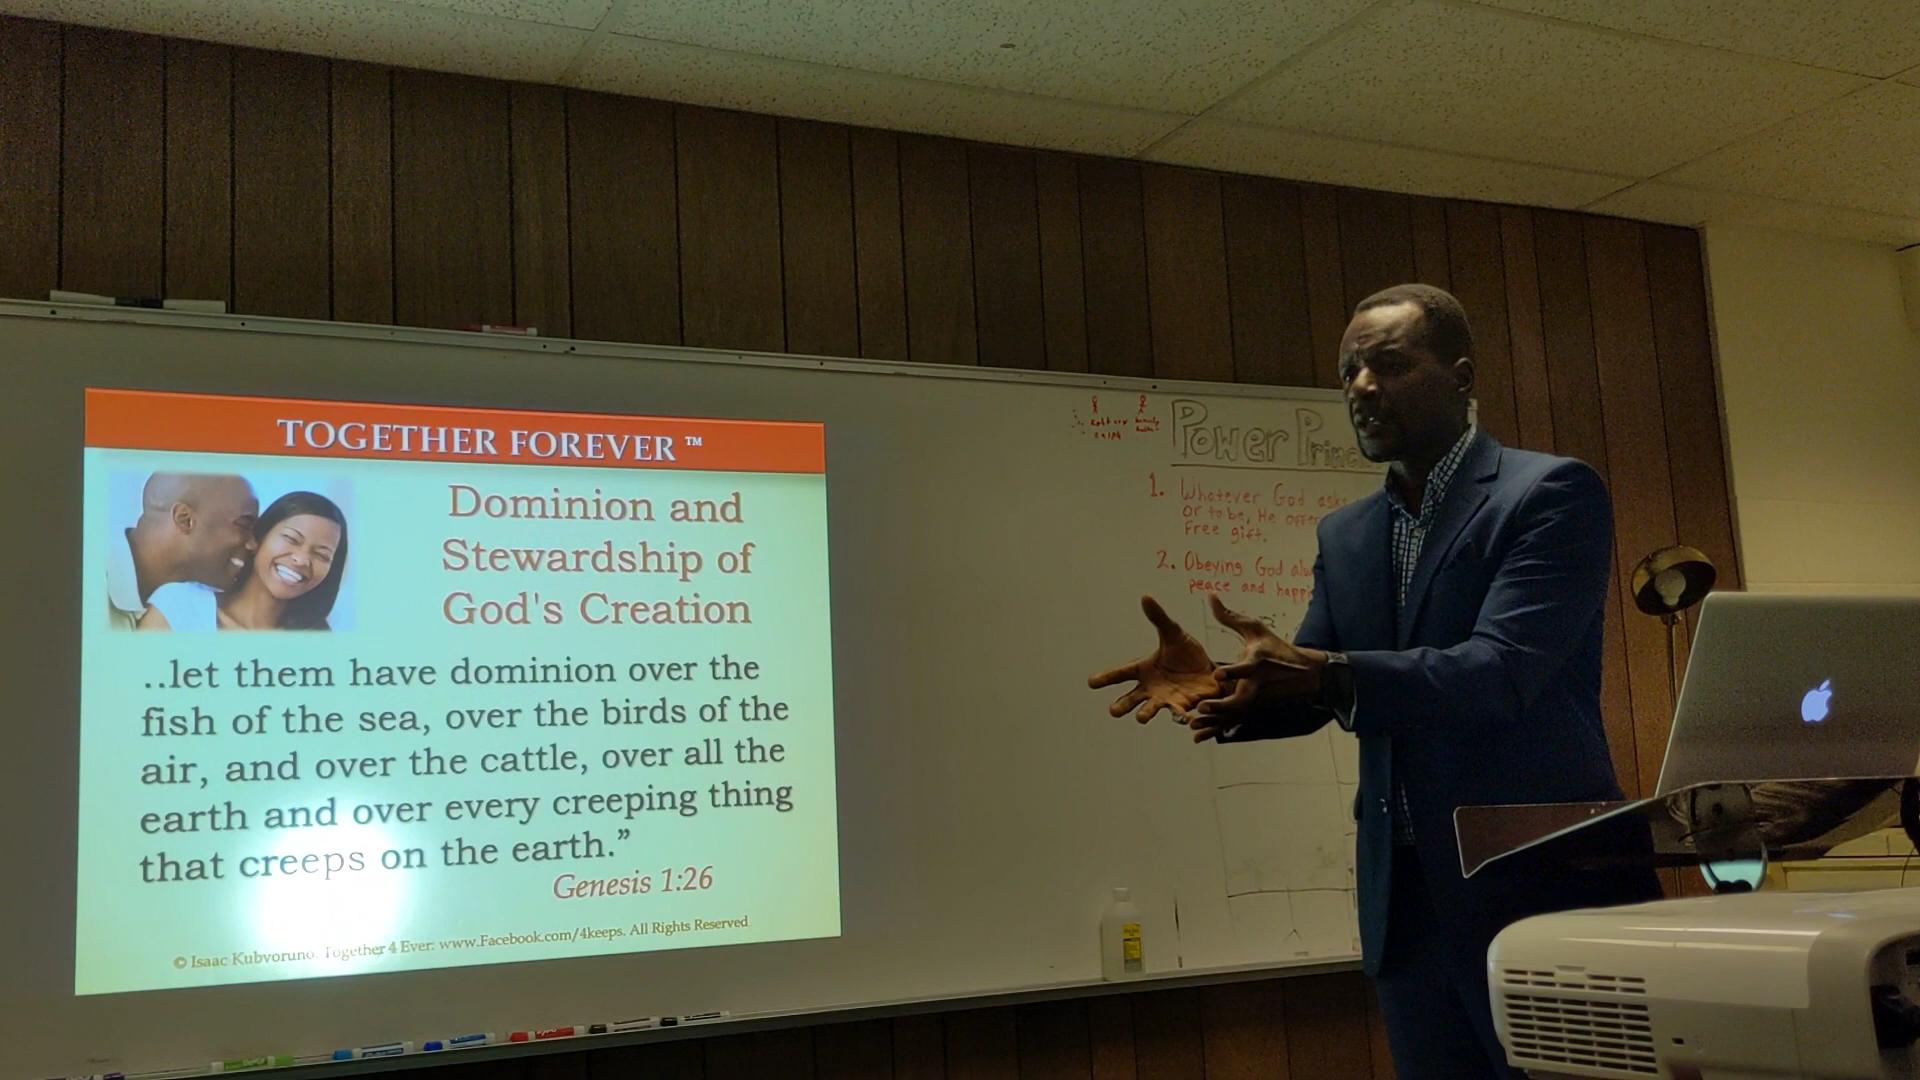 TOGETHER FOREVER ™
Dominion and
Stewardship of
God's Creation
..let them have dominion over the
fish of the sea, over the birds of the
air, and over the cattle, over all the
earth and over every creeping thing
that creeps on the earth.”
Genesis 1:26
© Isaac Kubvoruno. Together 4 Ever: www.Facebook.com/4keeps. All Rights Reserved
Power Princ
1. Whatever God asks
or to be, He offers
Free gift.
2. Obeying God alw
peace and happi